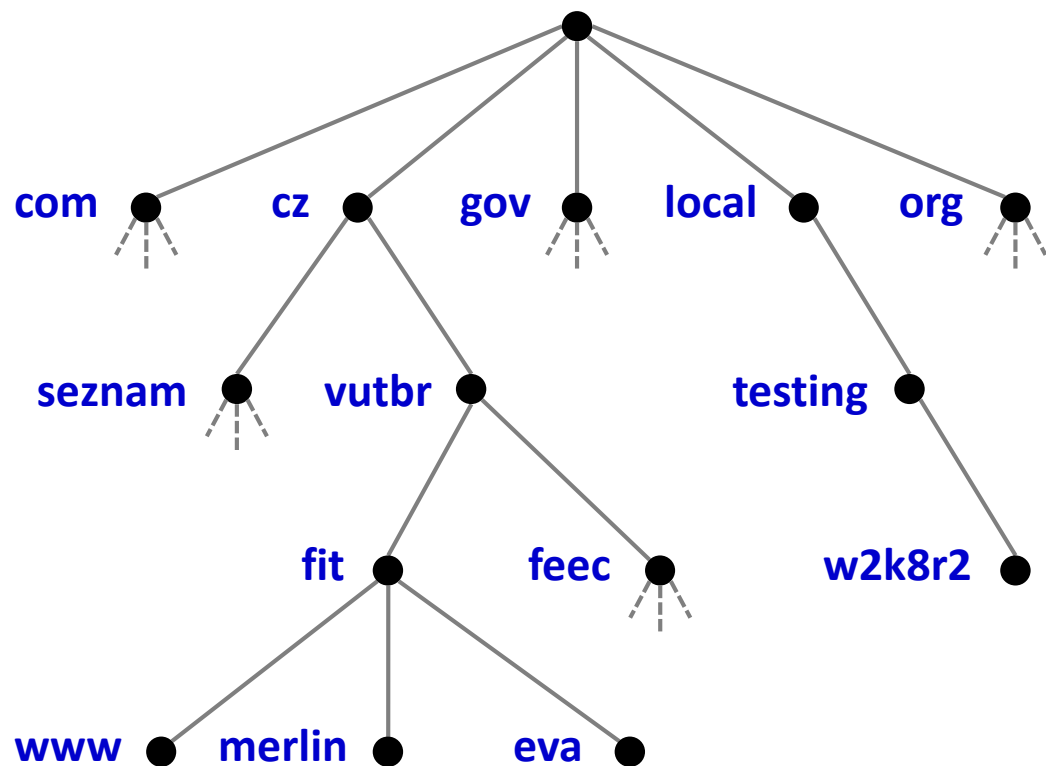 com cz gov local org
seznam vutbr testing
fit feec w2k8r2
www merlin eva